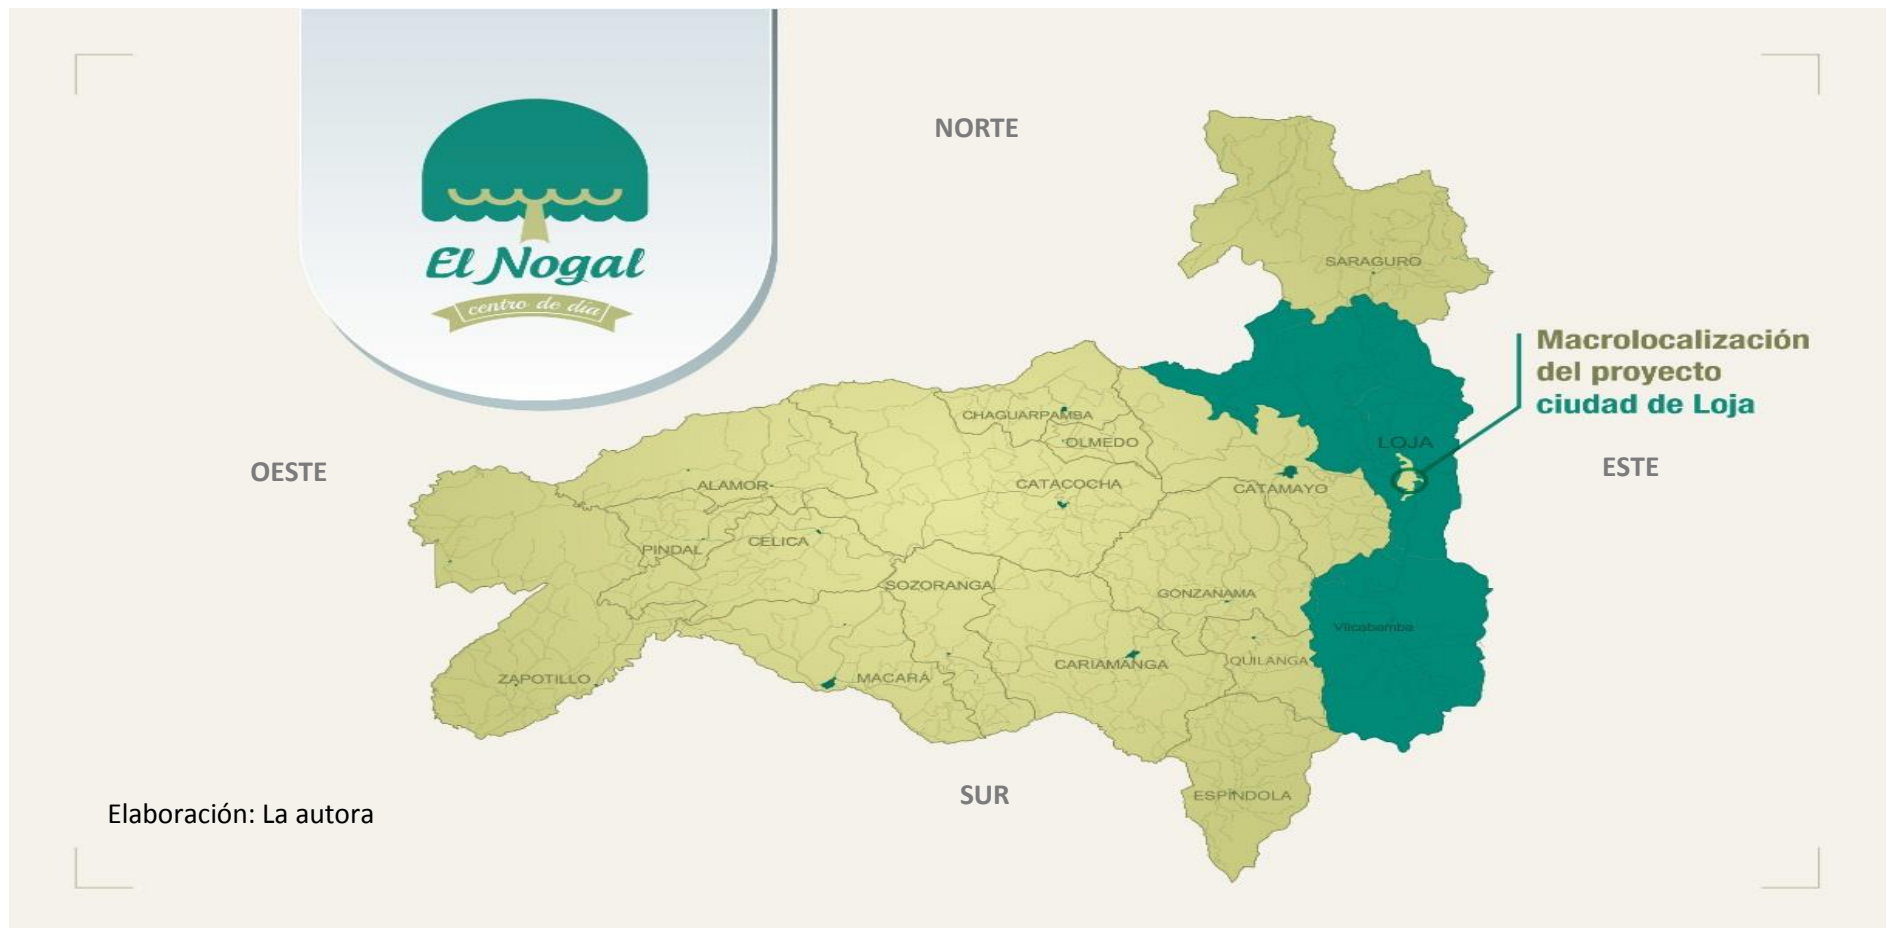 El Nogal
centro de día
NORTE
SARAGURO
Macrolocalización
del proyecto
ciudad de Loja
CHAGUARPAMBA
OLMEDO
LOJA
OESTE
ESTE
ALAMOR
CATACOCHA
CATAMAYO
PINDAL
CELICA
SOZORANGA
GONZANAMA
Vilcabamba
ZAPOTILLO
MACARÁ
CARIAMANGA
QUILANGA
SUR
ESPINDOLA
Elaboración: La autora